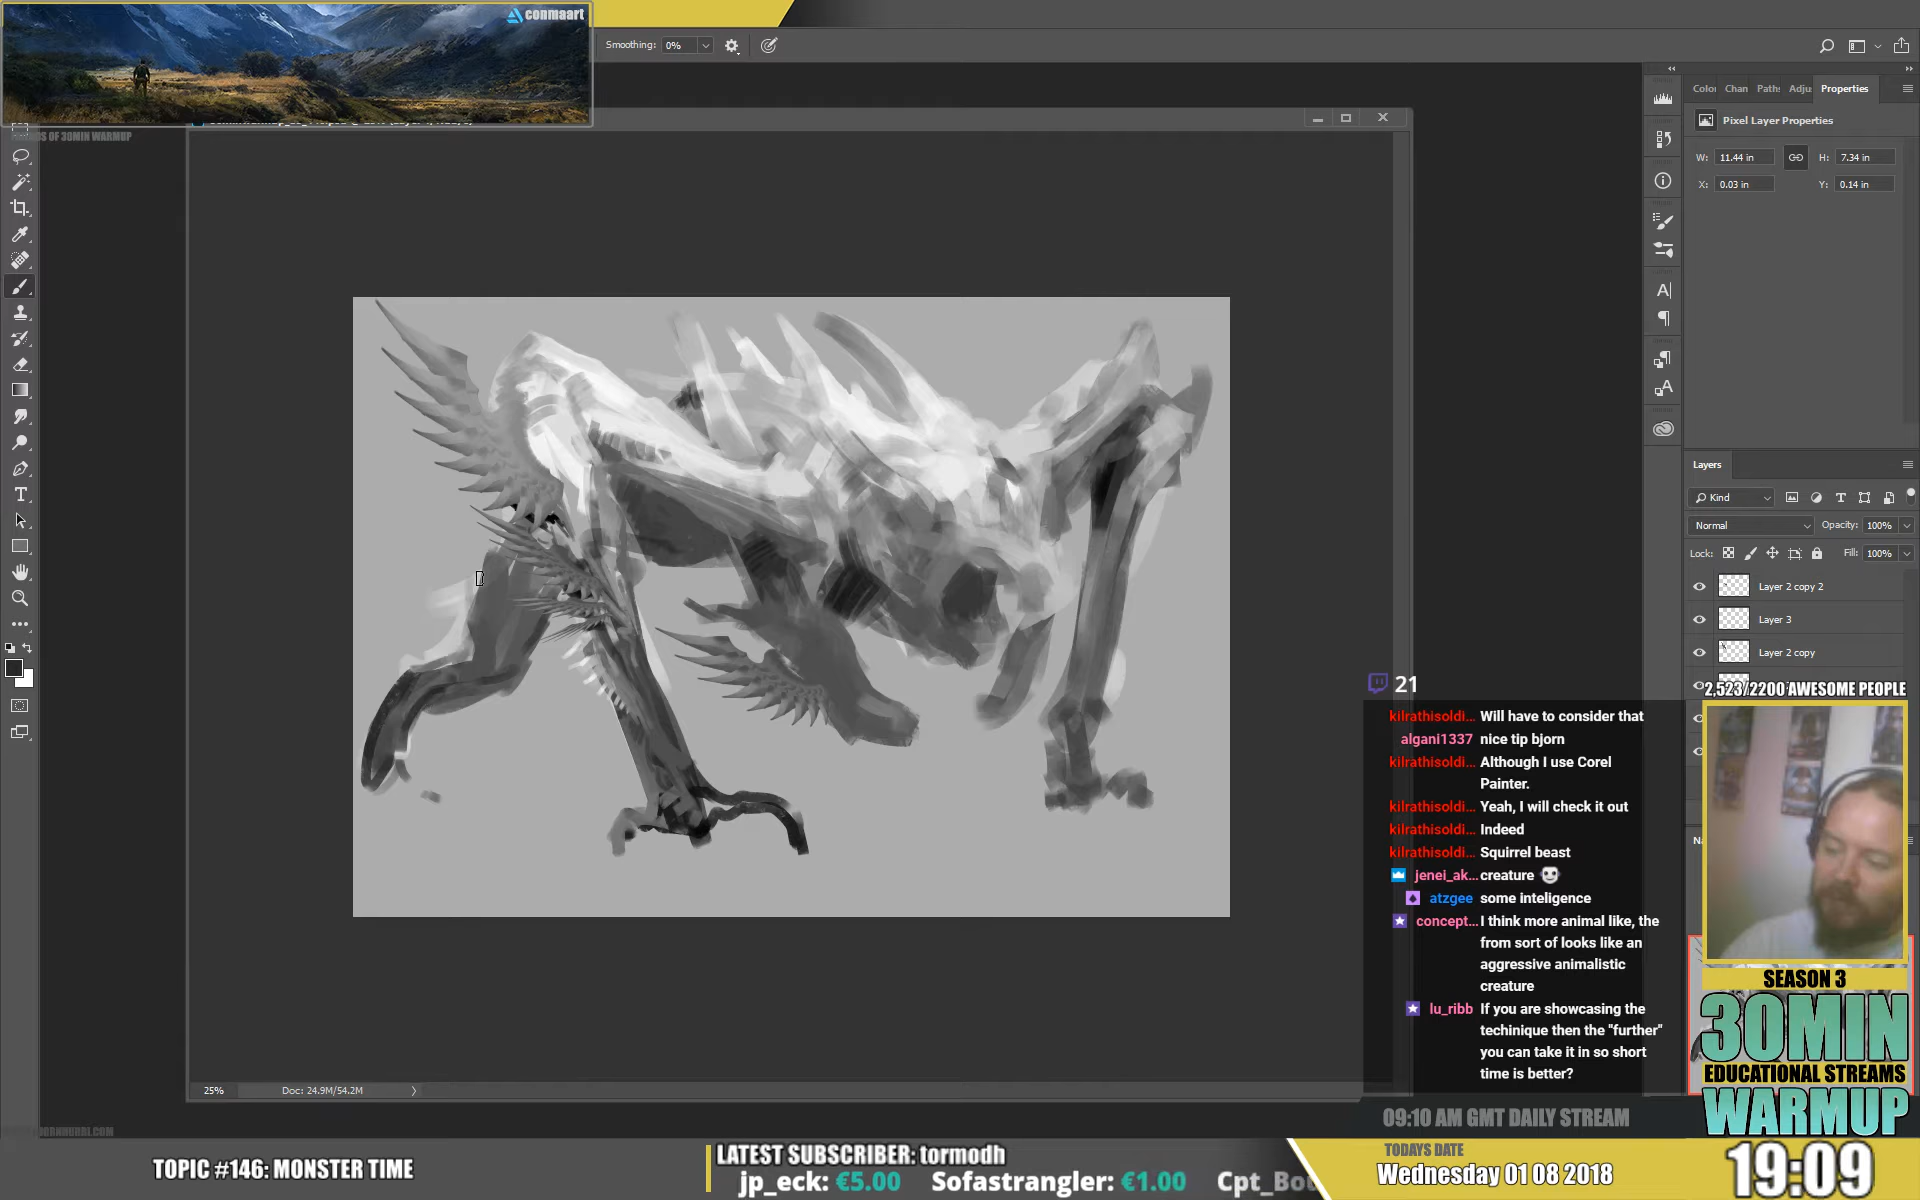 conmaart
Smoothing: 0%
OF 30MIN WARMUP
Colo Chan Path: Adju Properties
Pixel Layer Properties
W: 11.44 in H: 7.34 in
X: 0.03 in Y: 0.14 in
Layers
Kind
Normal Opacity: 100%
Lock: Fill: 100%
Layer 2 copy 2
Layer 3
Layer 2 copy
2,523/2200 AWESOME PEOPLE
21
kilrathisoldi... Will have to consider that
algani1337 nice tip bjorn
kilrathisoldi... Although I use Corel
Painter.
kilrathisoldi... Yeah, I will check it out
kilrathisoldi... Indeed
kilrathisoldi... Squirrel beast
jenei_ak... creature
atzgee some inteligence
concept... I think more animal like, the
from sort of looks like an
aggressive animalistic
creature
lu_ribb If you are showcasing the
techinique then the "further"
you can take it in so short
time is better?
25% Doc: 24.9M/54.2M
SEASON 3
30MIN
EDUCATIONAL STREAMS
WARMUP
09:10 AM GMT DAILY STREAM
TOPIC #146: MONSTER TIME
LATEST SUBSCRIBER: tormodh
jp_eck: €5.00 Sofastrangler: €1.00 Cpt_Bo
TODAYS DATE
Wednesday 01 08 2018
19:09